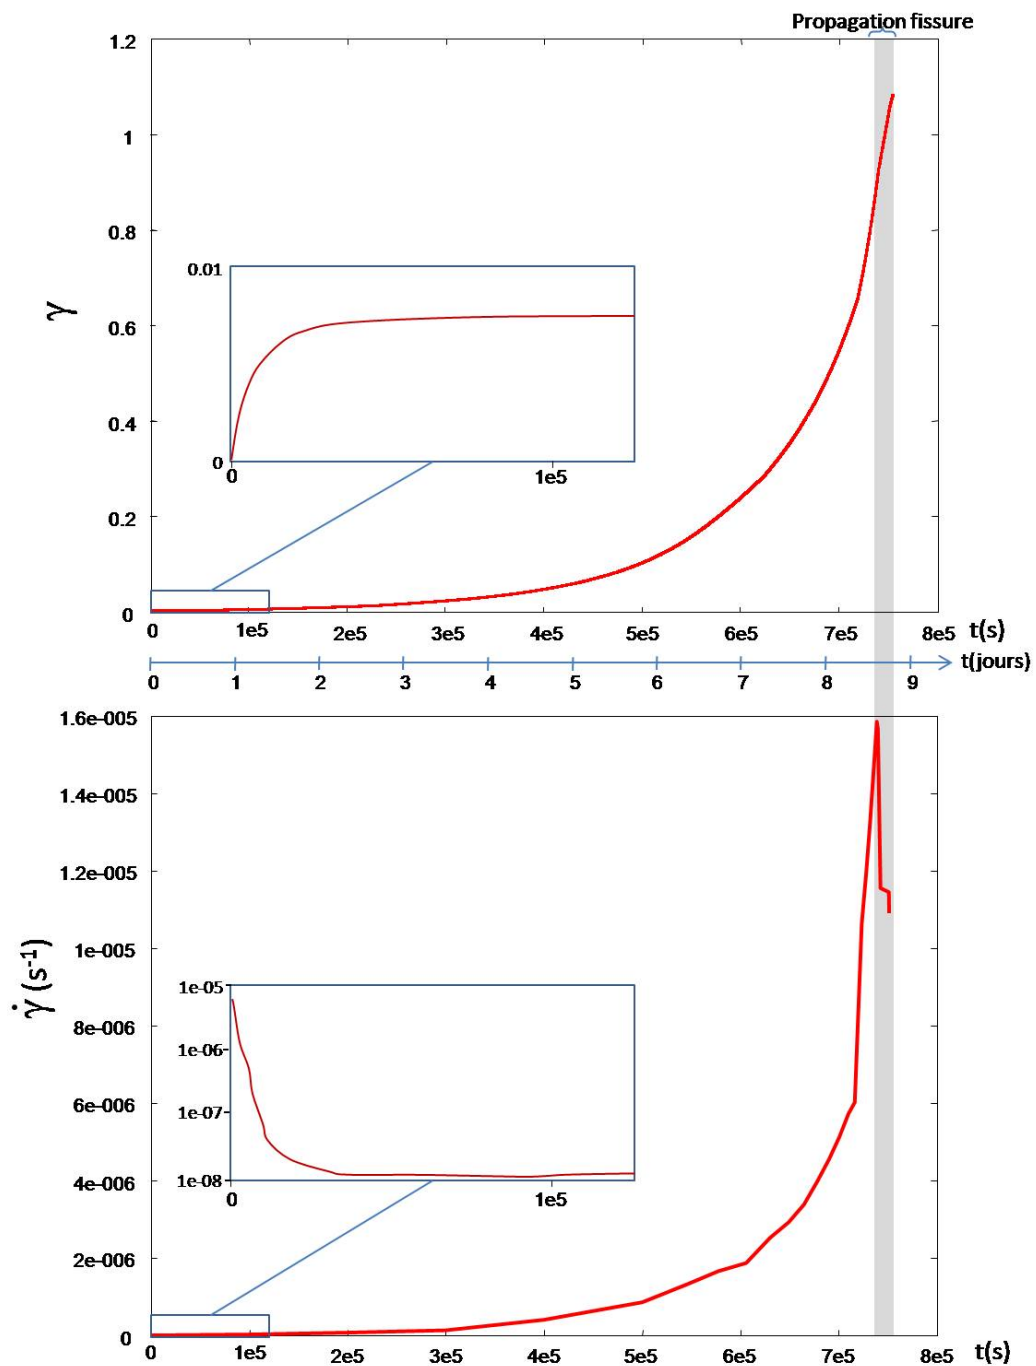 Propagation fissure
1.2
1
0.8
0.6
0.4
0.2
0
γ
0.01
0
0 1e5
0 1e5 2e5 3e5 4e5 5e5 6e5 7e5 8e5 t(s)
t(jours)
0 1 2 3 4 5 6 7 8 9
1.6e-005
1.4e-005
1.2e-005
1e-005
8e-006
6e-006
4e-006
2e-006
0
γ̇ (s⁻¹)
1e-05
1e-06
1e-07
1e-08
0 1e5
0 1e5 2e5 3e5 4e5 5e5 6e5 7e5 8e5 t(s)